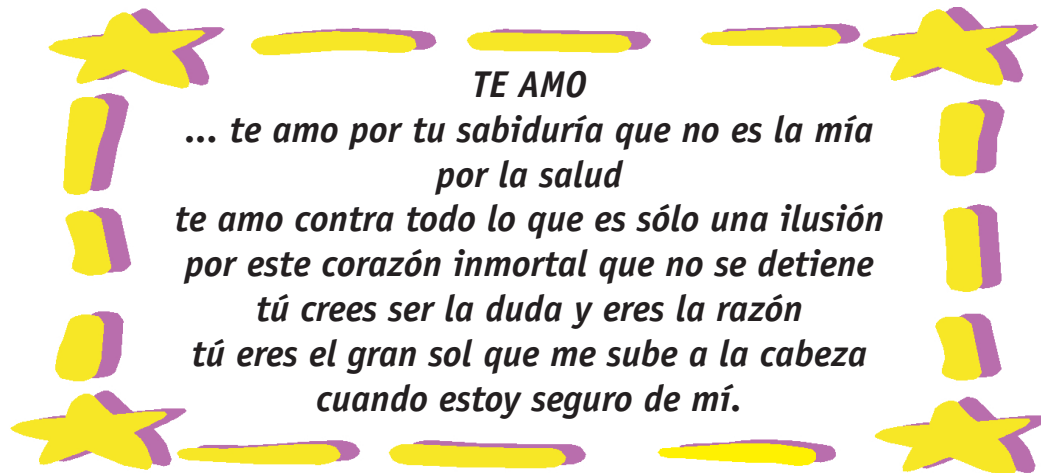 TE AMO
... te amo por tu sabiduría que no es la mía
por la salud
te amo contra todo lo que es sólo una ilusión
por este corazón inmortal que no se detiene
tú crees ser la duda y eres la razón
tú eres el gran sol que me sube a la cabeza
cuando estoy seguro de mí.